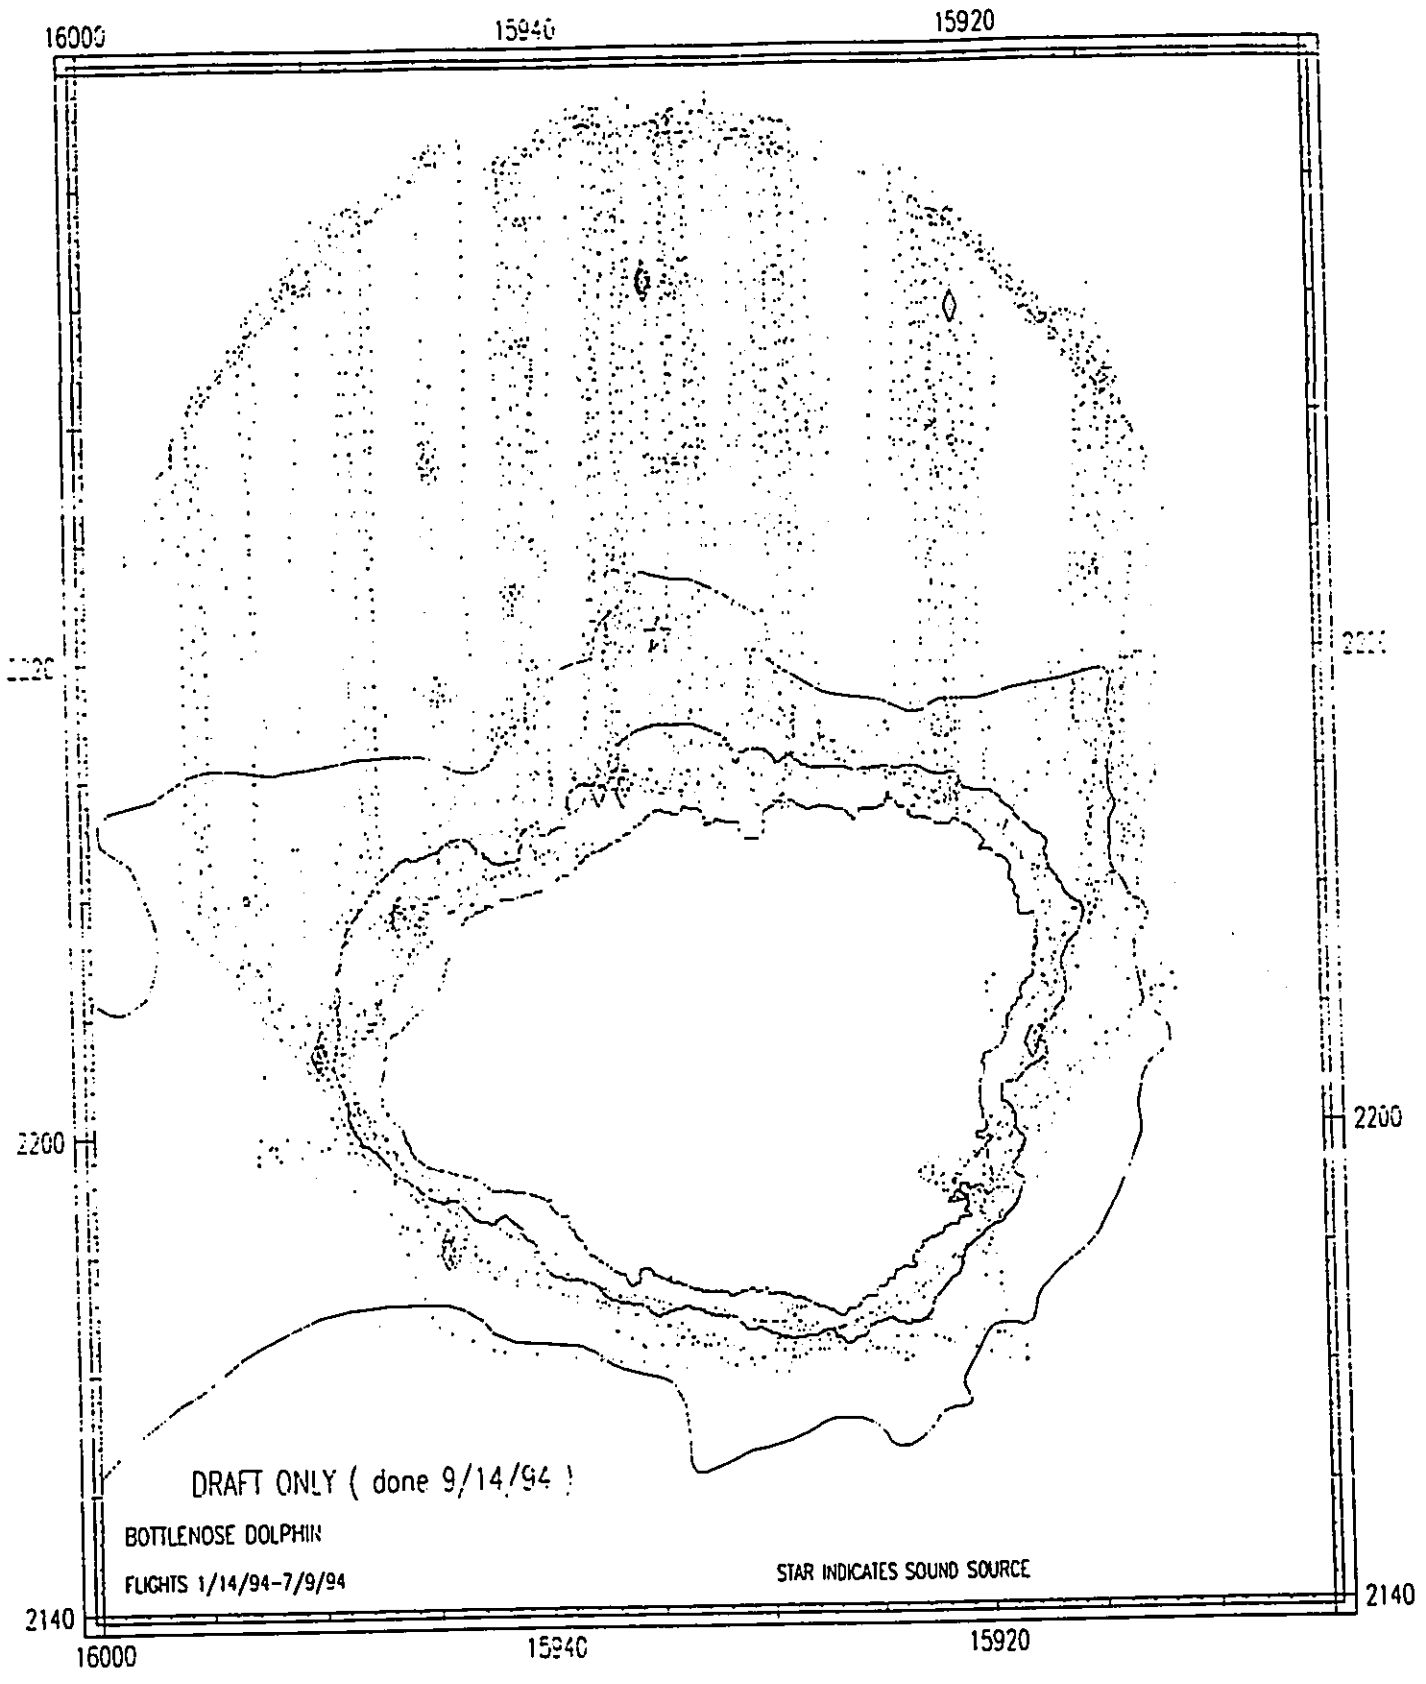 16000 15940 15920
2200 2200
DRAFT ONLY ( done 9/14/94 )
BOTTLENOSE DOLPHIN
FLIGHTS 1/14/94-7/9/94
STAR INDICATES SOUND SOURCE
2140 2140
16000 15940 15920